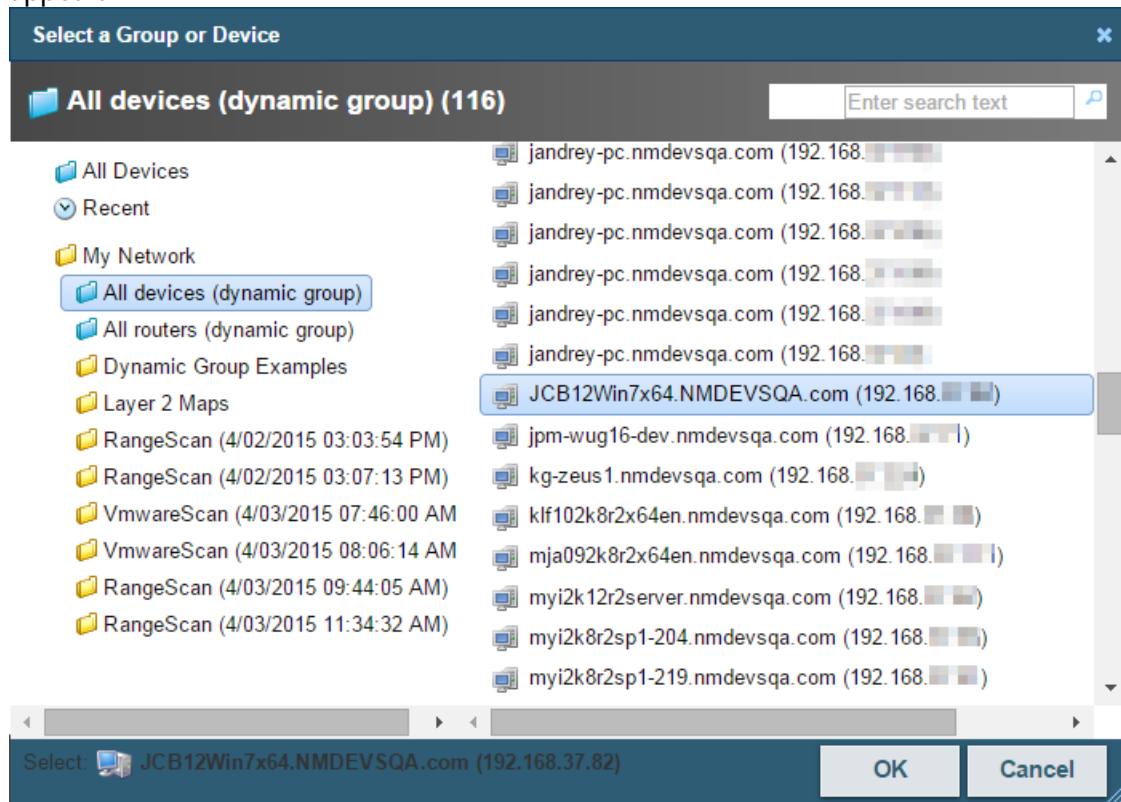 Select a Group or Device
All devices (dynamic group) (116)
Enter search text
All Devices
Recent
My Network
All devices (dynamic group)
All routers (dynamic group)
Dynamic Group Examples
Layer 2 Maps
RangeScan (4/02/2015 03:03:54 PM)
RangeScan (4/02/2015 03:07:13 PM)
VmwareScan (4/03/2015 07:46:00 AM
VmwareScan (4/03/2015 08:06:14 AM
RangeScan (4/03/2015 09:44:05 AM)
RangeScan (4/03/2015 11:34:32 AM)
jandrey-pc.nmdevsqa.com (192.168.
jandrey-pc.nmdevsqa.com (192.168.
jandrey-pc.nmdevsqa.com (192.168.
jandrey-pc.nmdevsqa.com (192.168.
jandrey-pc.nmdevsqa.com (192.168.
jandrey-pc.nmdevsqa.com (192.168.
JCB12Win7x64.NMDEVSQA.com (192.168. )
jpm-wug16-dev.nmdevsqa.com (192.168. )
kg-zeus1.nmdevsqa.com (192.168. )
klf102k8r2x64en.nmdevsqa.com (192.168. )
mja092k8r2x64en.nmdevsqa.com (192.168. )
myi2k12r2server.nmdevsqa.com (192.168. )
myi2k8r2sp1-204.nmdevsqa.com (192.168. )
myi2k8r2sp1-219.nmdevsqa.com (192.168. )
Select: JCB12Win7x64.NMDEVSQA.com (192.168.37.82)
OK
Cancel